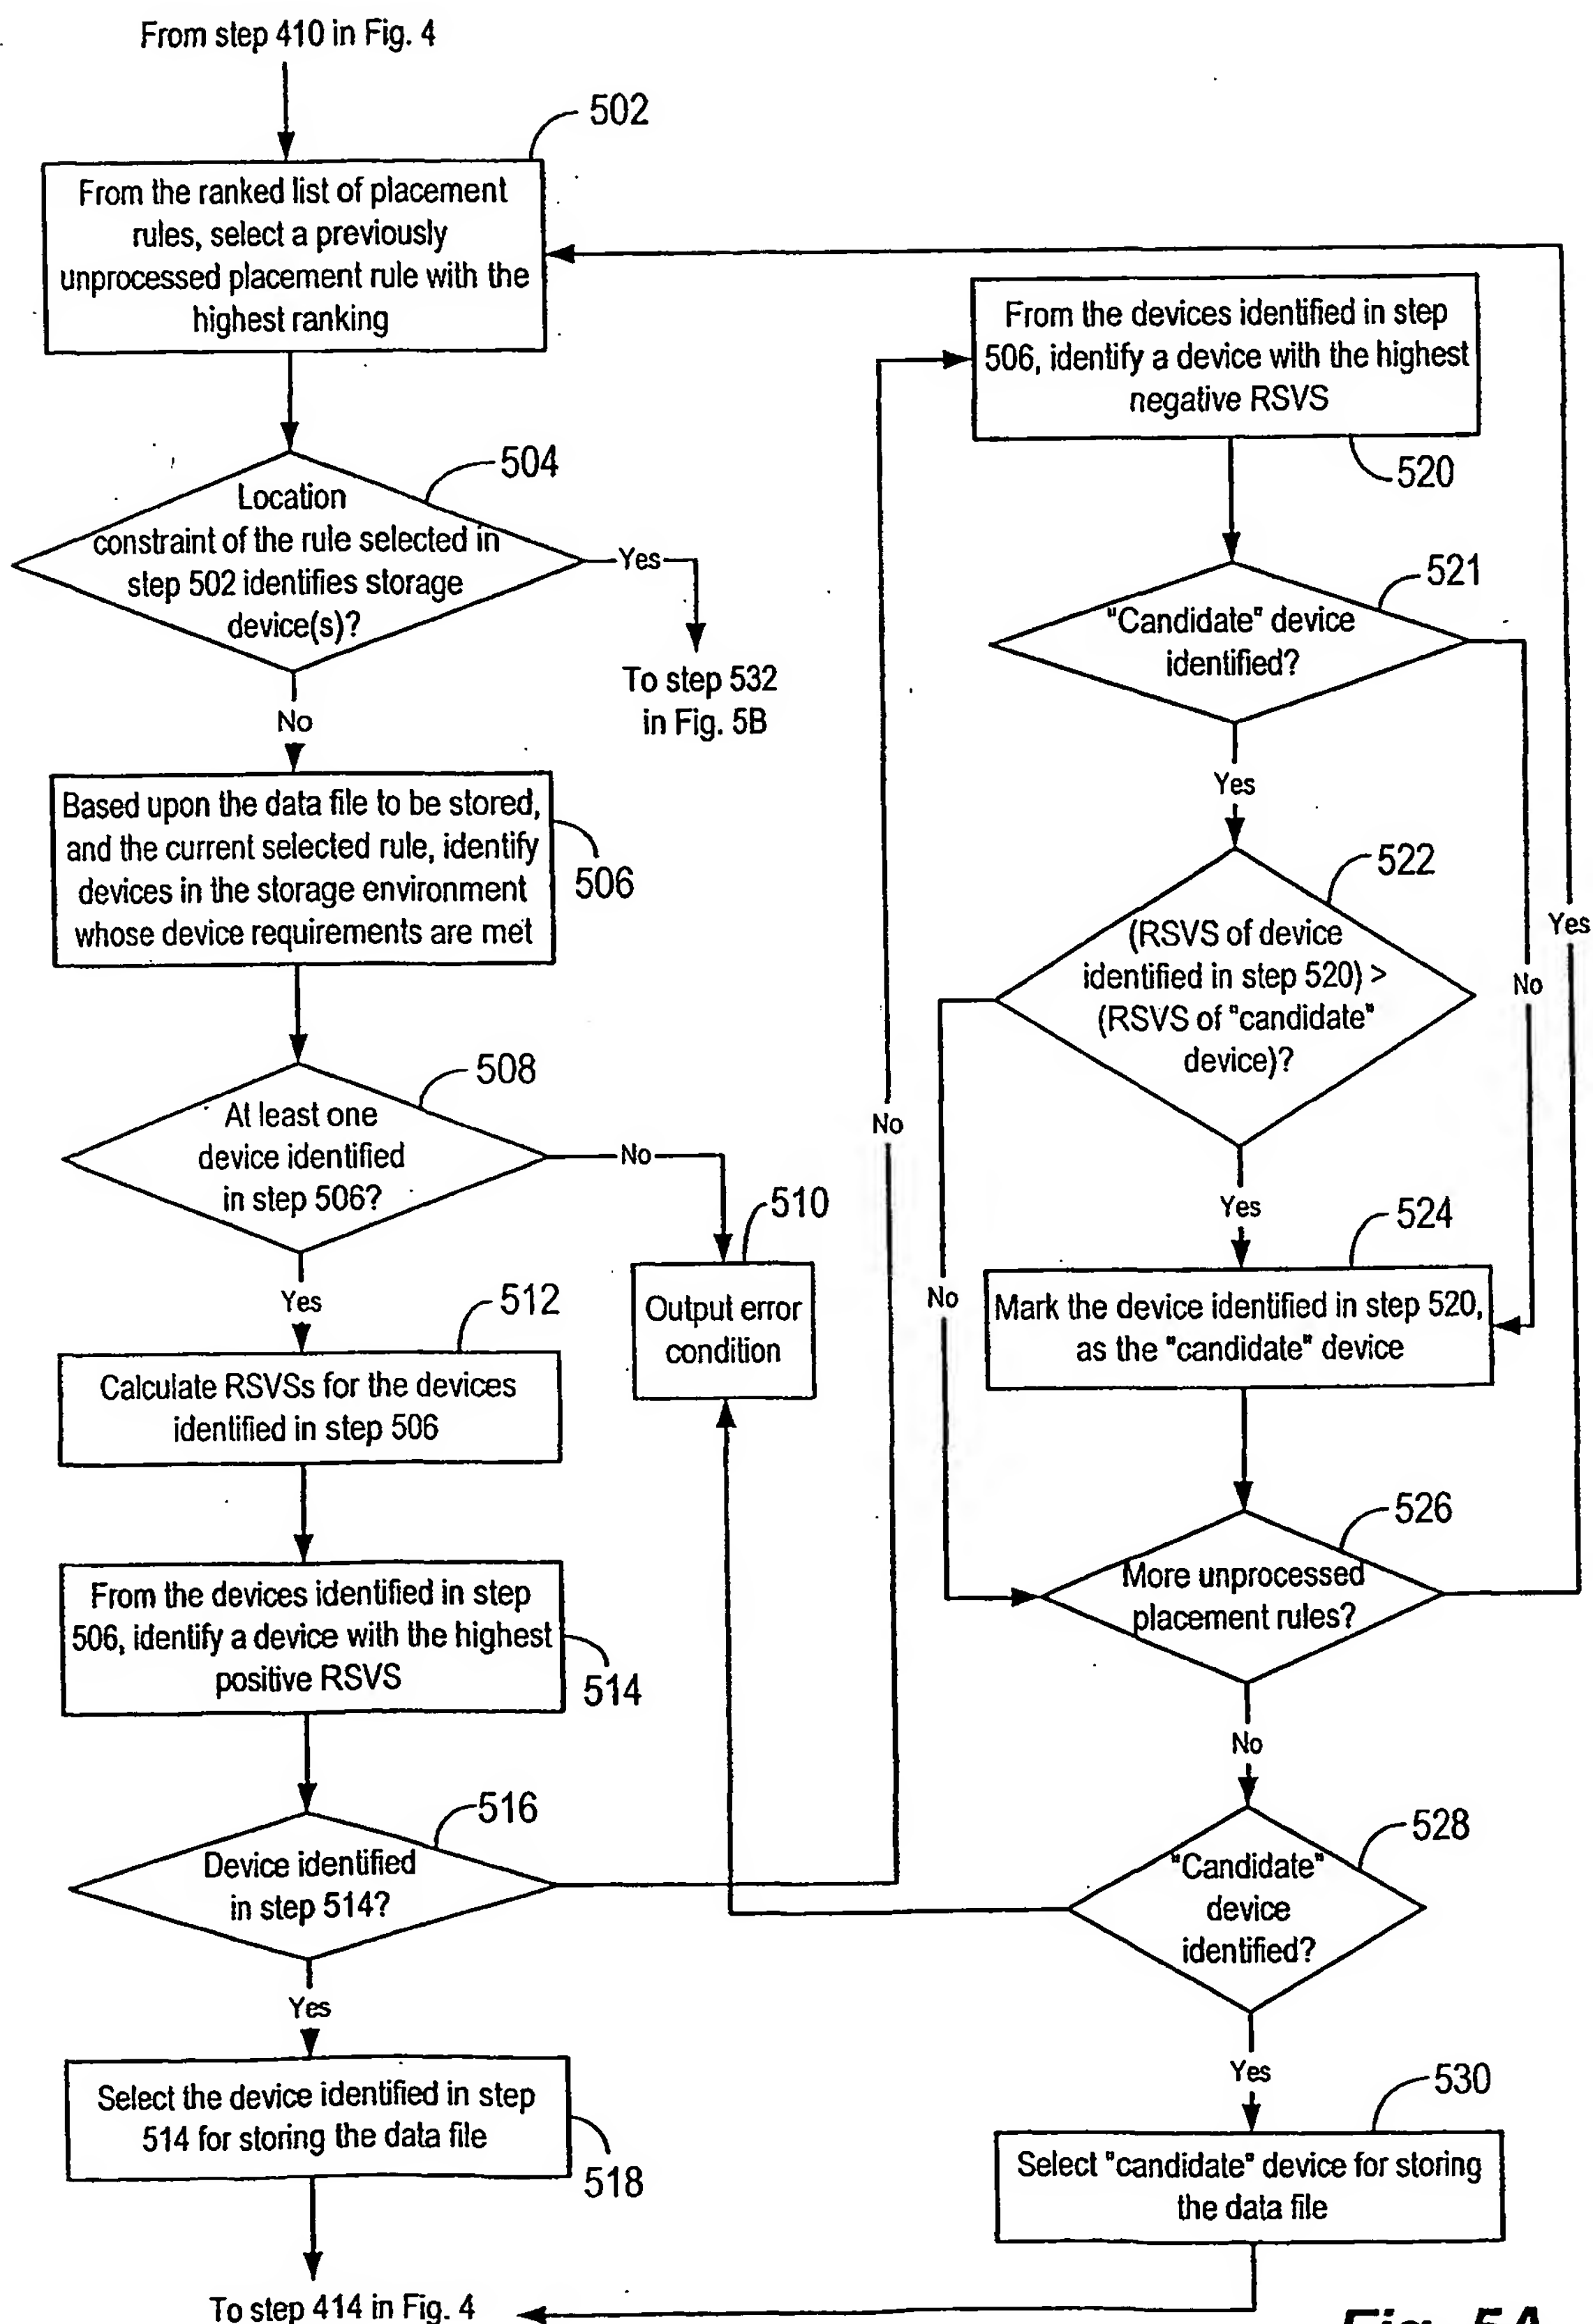 From step 410 in Fig. 4
502
From the ranked list of placement
rules, select a previously
unprocessed placement rule with the
highest ranking
504
Location
constraint of the rule selected in
step 502 identifies storage
device(s)?
Yes
To step 532
in Fig. 5B
No
Based upon the data file to be stored,
and the current selected rule, identify
devices in the storage environment
whose device requirements are met
506
508
At least one
device identified
in step 506?
No
510
Output error
condition
Yes
512
Calculate RSVSs for the devices
identified in step 506
From the devices identified in step
506, identify a device with the highest
positive RSVS
514
516
Device identified
in step 514?
No
Yes
Select the device identified in step
514 for storing the data file
518
To step 414 in Fig. 4
From the devices identified in step
506, identify a device with the highest
negative RSVS
520
521
"Candidate" device
identified?
No
Yes
522
(RSVS of device
identified in step 520) >
(RSVS of "candidate"
device)?
No
Yes
524
Mark the device identified in step 520,
as the "candidate" device
526
More unprocessed
placement rules?
Yes
No
528
"Candidate"
device
identified?
Yes
530
Select "candidate" device for storing
the data file
Fig. 5A